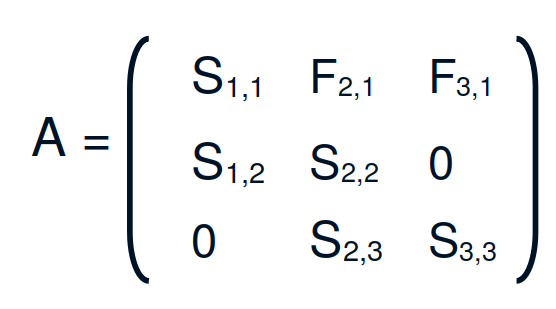 S1,1 F2,1 F3,1
A = S1,2 S2,2 0
0 S2,3 S3,3